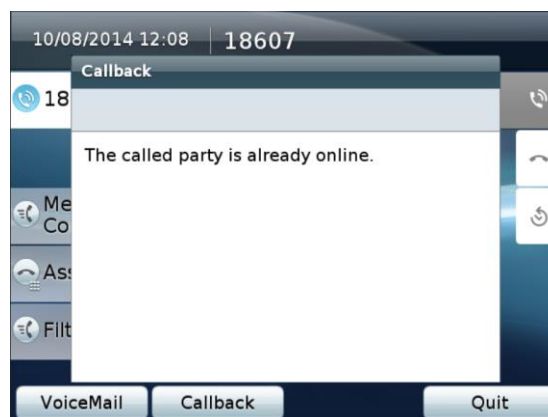 10/08/2014 12:08 18607
Callback
18
The called party is already online.
Me
Co
Ass
Filt
VoiceMail Callback Quit